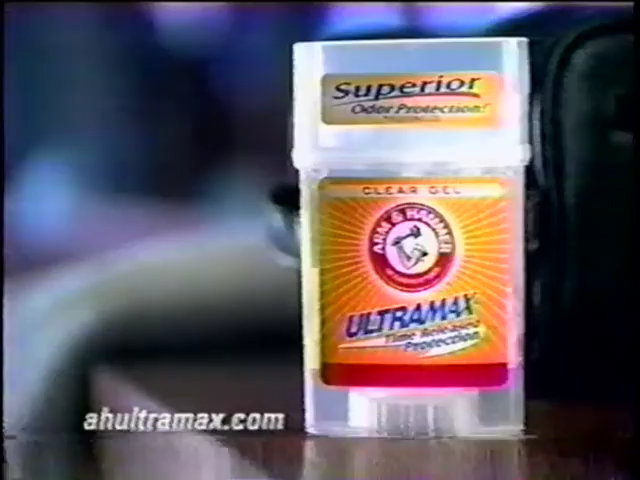 Superior
Odor Protection!
CLEAR GEL
ARM & HAMMER
ULTRAMAX
Time Released
Protection
ahultramax.com